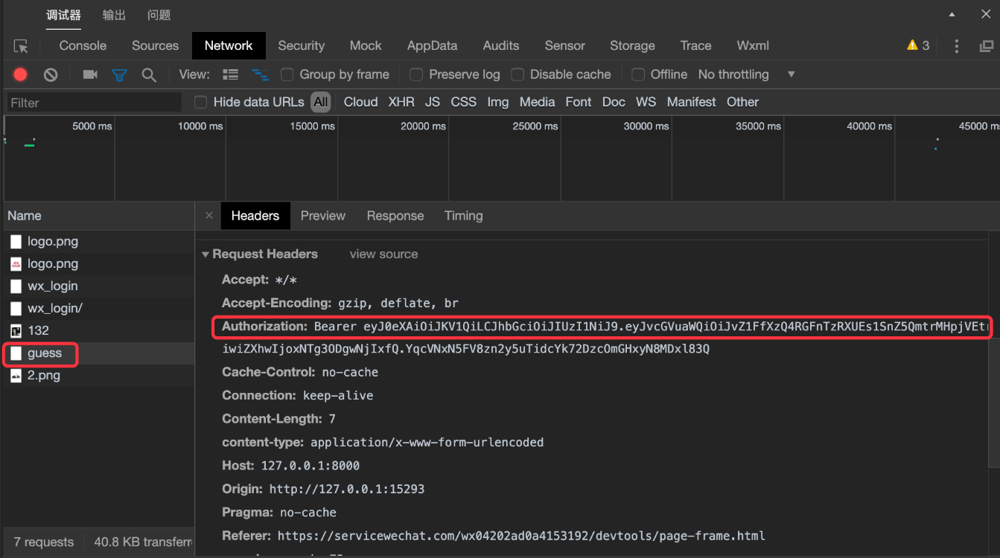 调试器 输出 问题
Console Sources Network Security Mock AppData Audits Sensor Storage Trace Wxml 3
View: Group by frame Preserve log Disable cache Offline No throttling
Filter Hide data URLs All Cloud XHR JS CSS Img Media Font Doc WS Manifest Other
5000 ms 10000 ms 15000 ms 20000 ms 25000 ms 30000 ms 35000 ms 40000 ms 45000 ms
Name
logo.png
logo.png
wx_login
wx_login/
132
guess
2.png
7 requests 40.8 KB transferr
Headers Preview Response Timing
Request Headers view source
Accept: */*
Accept-Encoding: gzip, deflate, br
Authorization: Bearer eyJ0eXAiOiJKV1QiLCJhbGciOiJIUzI1NiJ9.eyJvcGVuaWQiOiJvZ1FfXzQ4RGFnTzRXUEs1SnZ5QmtrMHpjVEt
iwiZXhwIjoxNTg3ODgwNjIxfQ.YqcVNxN5FV8zn2y5uTidcYk72DzcOmGHxyN8MDxl83Q
Cache-Control: no-cache
Connection: keep-alive
Content-Length: 7
content-type: application/x-www-form-urlencoded
Host: 127.0.0.1:8000
Origin: http://127.0.0.1:15293
Pragma: no-cache
Referer: https://servicewechat.com/wx04202ad0a4153192/devtools/page-frame.html